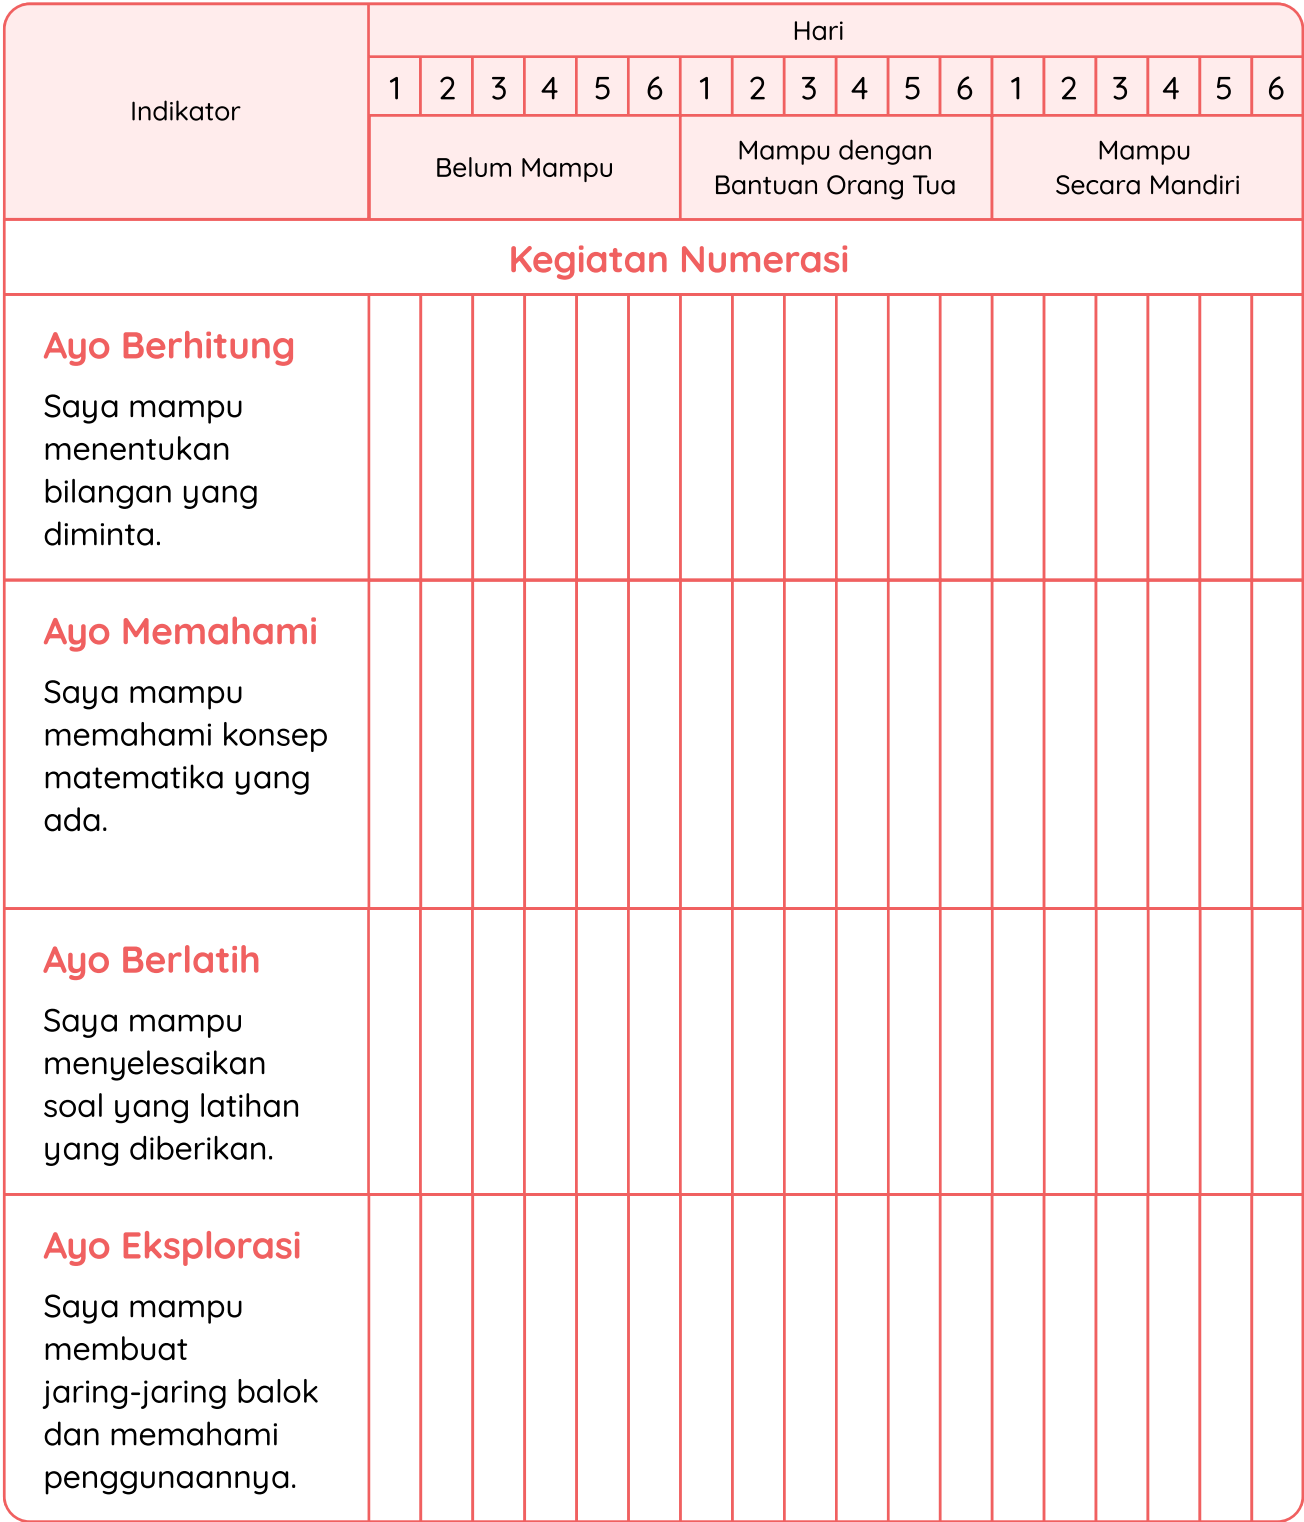 Hari
Indikator
1 2 3 4 5 6 1 2 3 4 5 6 1 2 3 4 5 6
Belum Mampu
Mampu dengan
Bantuan Orang Tua
Mampu
Secara Mandiri
Kegiatan Numerasi
Ayo Berhitung
Saya mampu
menentukan
bilangan yang
diminta.
Ayo Memahami
Saya mampu
memahami konsep
matematika yang
ada.
Ayo Berlatih
Saya mampu
menyelesaikan
soal yang latihan
yang diberikan.
Ayo Eksplorasi
Saya mampu
membuat
jaring-jaring balok
dan memahami
penggunaannya.